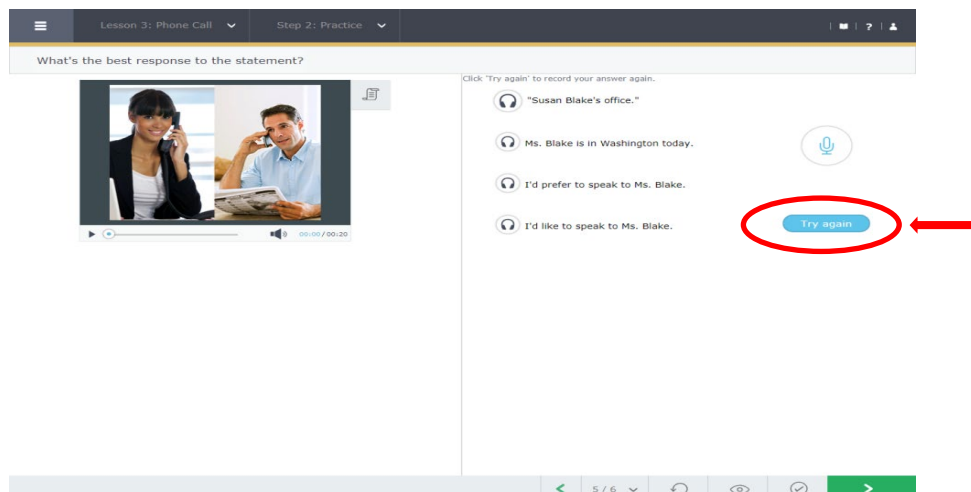 Lesson 3: Phone Call Step 2: Practice ?
What's the best response to the statement?
Click 'Try again' to record your answer again.
"Susan Blake's office."
Ms. Blake is in Washington today.
I'd prefer to speak to Ms. Blake.
I'd like to speak to Ms. Blake.
Try again
00:00/00:20
5/6